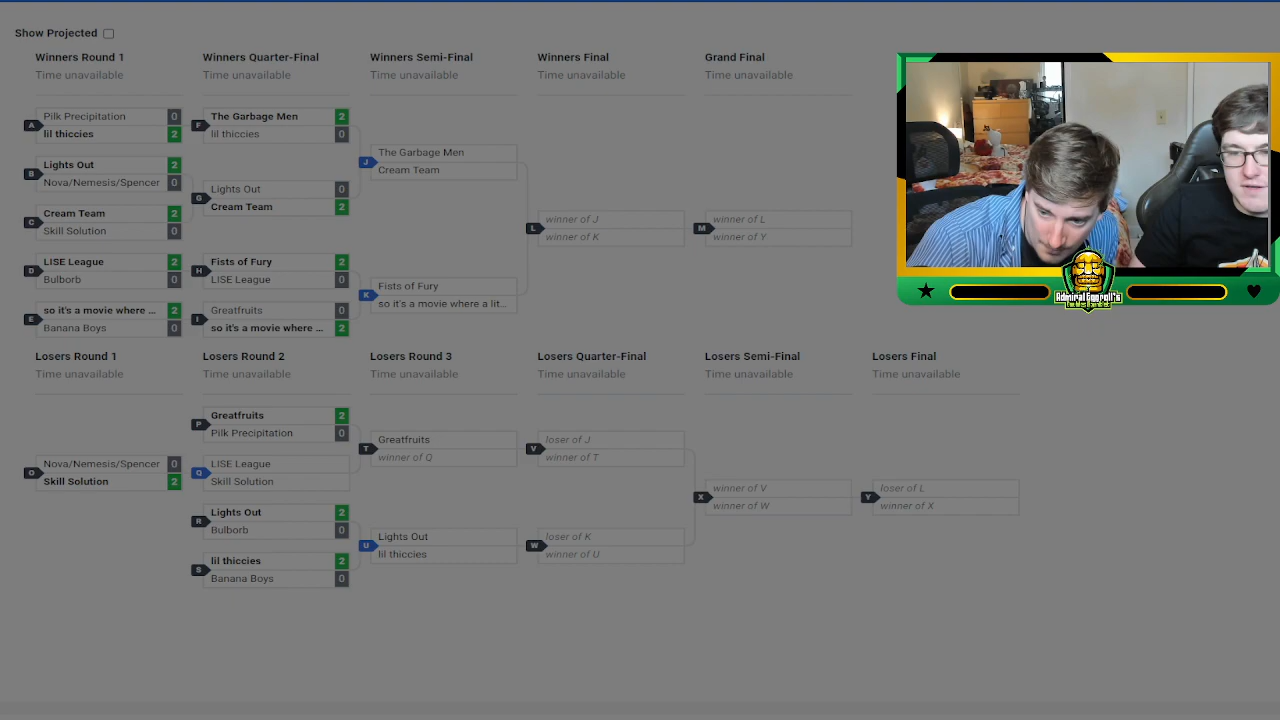 Show Projected
Winners Round 1
Time unavailable
Winners Quarter-Final
Time unavailable
Winners Semi-Final
Time unavailable
Winners Final
Time unavailable
Grand Final
Time unavailable
A
Pilk Precipitation 0
lil thiccies 2
B
Lights Out 2
Nova/Nemesis/Spencer 0
C
Cream Team 2
Skill Solution 0
D
LISE League 2
Bulborb 0
E
so it's a movie where ... 2
Banana Boys 0
F
The Garbage Men 2
lil thiccies 0
G
Lights Out 0
Cream Team 2
H
Fists of Fury 2
LISE League 0
I
Greatfruits 0
so it's a movie where ... 2
J
The Garbage Men
Cream Team
K
Fists of Fury
so it's a movie where a lit...
L
winner of J
winner of K
M
winner of L
winner of Y
Losers Round 1
Time unavailable
Losers Round 2
Time unavailable
Losers Round 3
Time unavailable
Losers Quarter-Final
Time unavailable
Losers Semi-Final
Time unavailable
Losers Final
Time unavailable
O
Nova/Nemesis/Spencer 0
Skill Solution 2
P
Greatfruits 2
Pilk Precipitation 0
Q
LISE League
Skill Solution
R
Lights Out 2
Bulborb 0
S
lil thiccies 2
Banana Boys 0
T
Greatfruits
winner of Q
U
Lights Out
lil thiccies
V
loser of J
winner of T
W
loser of K
winner of U
X
winner of V
winner of W
Y
loser of L
winner of X
Admiral Eggroll's